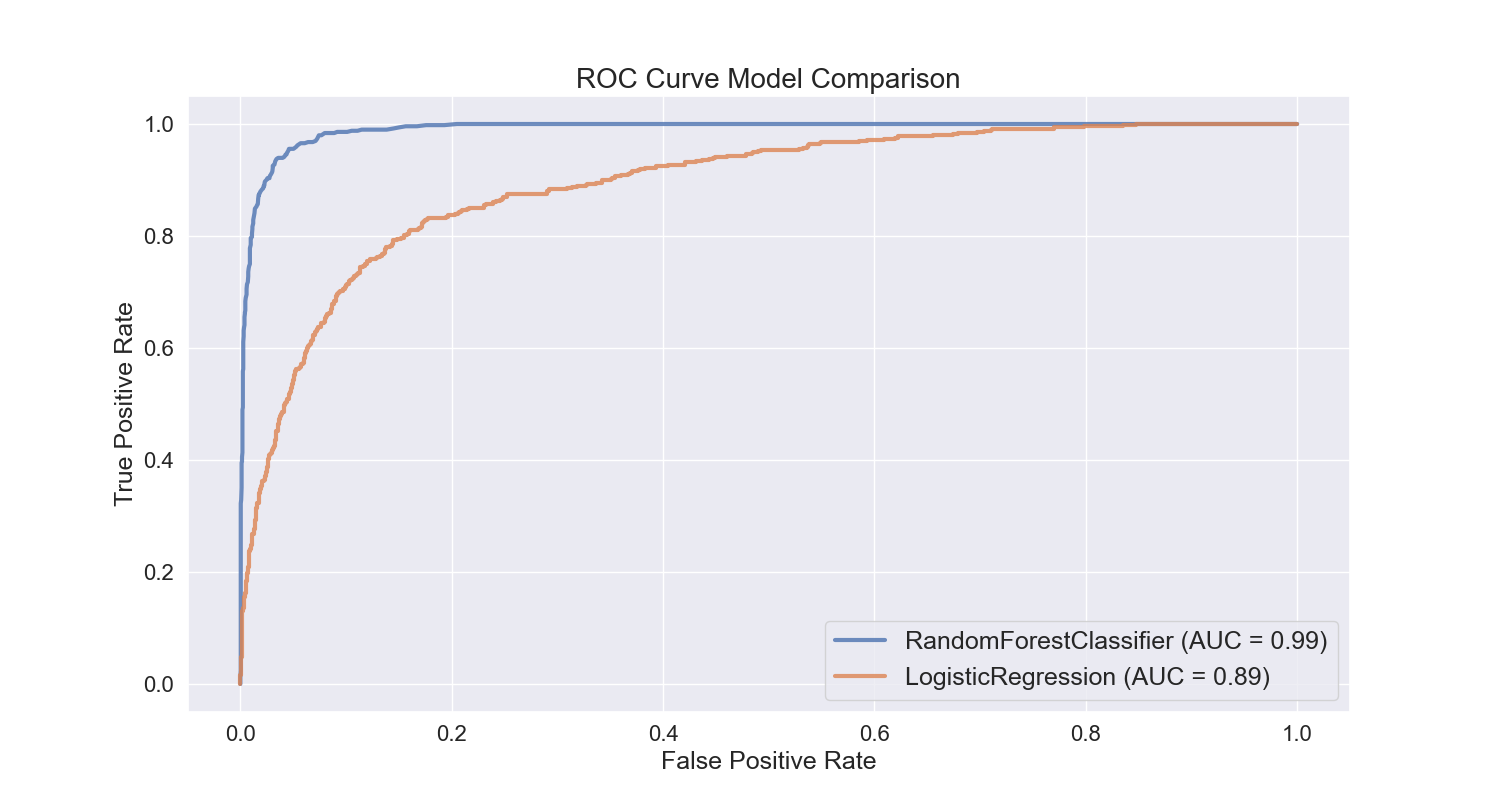 ROC Curve Model Comparison
1.0
0.8
0.6
0.4
0.2
0.0
True Positive Rate
RandomForestClassifier (AUC = 0.99)
LogisticRegression (AUC = 0.89)
0.0 0.2 0.4 0.6 0.8 1.0
False Positive Rate